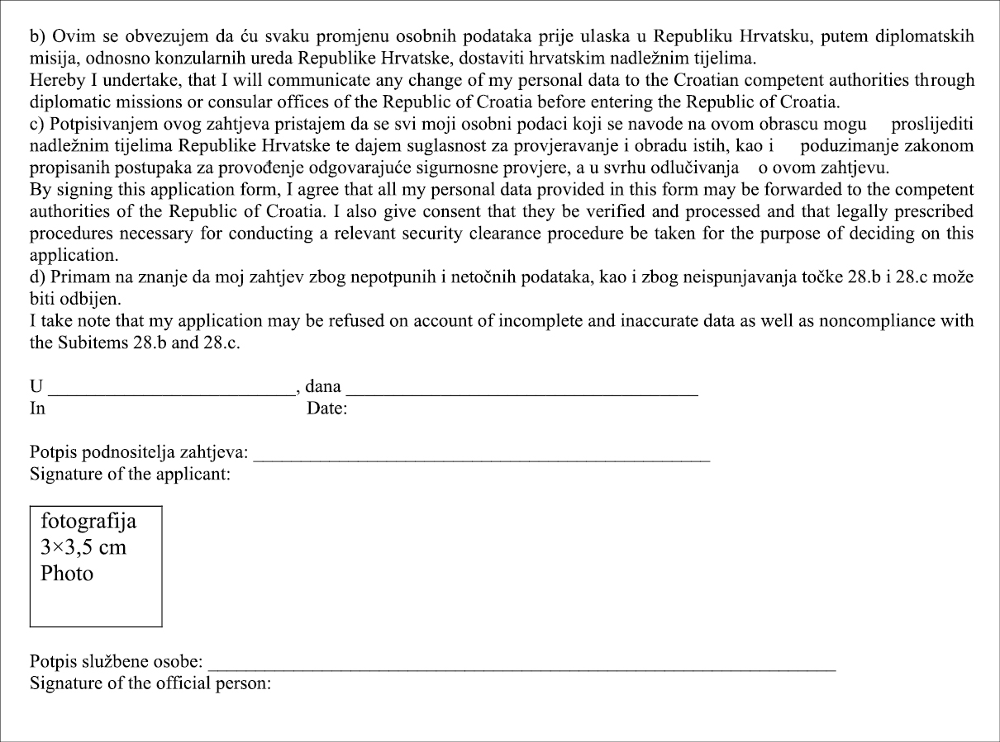 b) Ovim se obvezujem da ću svaku promjenu osobnih podataka prije ulaska u Republiku Hrvatsku, putem diplomatskih
misija, odnosno konzularnih ureda Republike Hrvatske, dostaviti hrvatskim nadležnim tijelima.
Hereby I undertake, that I will communicate any change of my personal data to the Croatian competent authorities through
diplomatic missions or consular offices of the Republic of Croatia before entering the Republic of Croatia.
c) Potpisivanjem ovog zahtjeva pristajem da se svi moji osobni podaci koji se navode na ovom obrascu mogu proslijediti
nadležnim tijelima Republike Hrvatske te dajem suglasnost za provjeravanje i obradu istih, kao i poduzimanje zakonom
propisanih postupaka za provođenje odgovarajuće sigurnosne provjere, a u svrhu odlučivanja o ovom zahtjevu.
By signing this application form, I agree that all my personal data provided in this form may be forwarded to the competent
authorities of the Republic of Croatia. I also give consent that they be verified and processed and that legally prescribed
procedures necessary for conducting a relevant security clearance procedure be taken for the purpose of deciding on this
application.
d) Primam na znanje da moj zahtjev zbog nepotpunih i netočnih podataka, kao i zbog neispunjavanja točke 28.b i 28.c može
biti odbijen.
I take note that my application may be refused on account of incomplete and inaccurate data as well as noncompliance with
the Subitems 28.b and 28.c.
U __________________________, dana _____________________________________
In Date:
Potpis podnositelja zahtjeva: ________________________________________________
Signature of the applicant:
fotografija
3×3,5 cm
Photo
Potpis službene osobe: __________________________________________________________________
Signature of the official person: